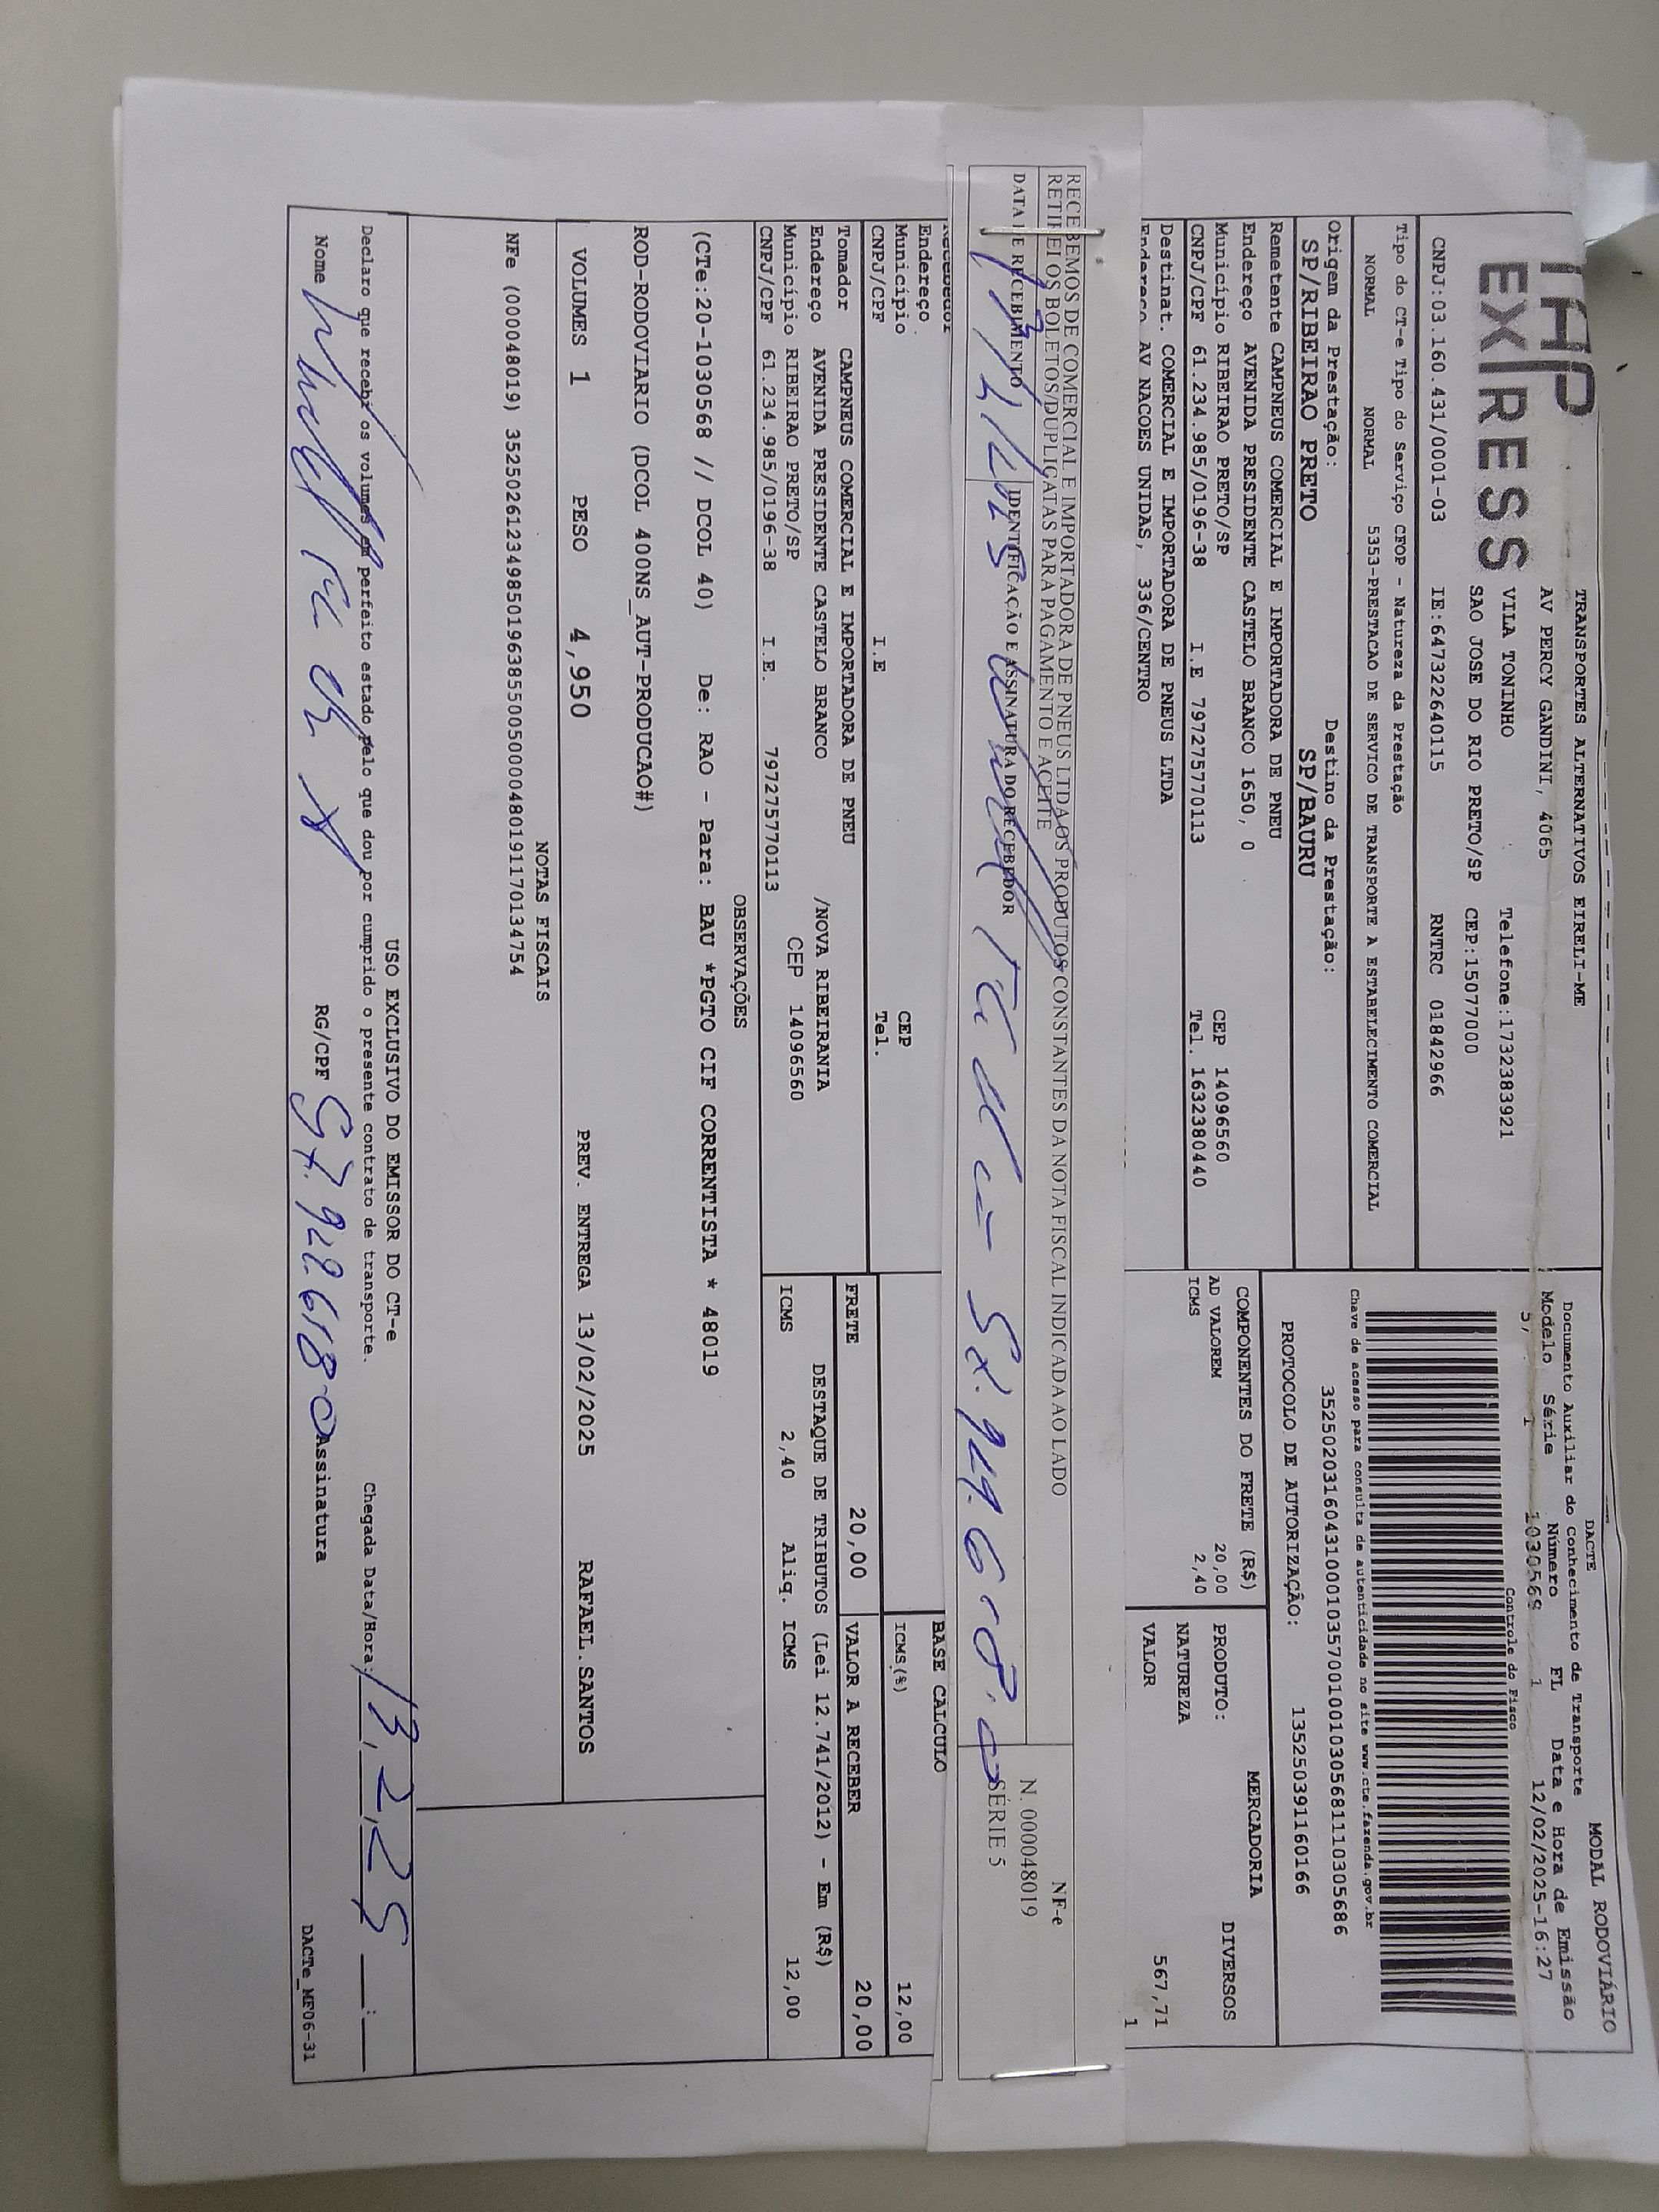 TRANSPORTES ALTERNATIVOS EIRELI-ME
AV PERCY GANDINI, 4065
VILA TONINHO Telefone:1732383921
SAO JOSE DO RIO PRETO/SP CEP:15077000
TAP
EX/RESS
CNPJ:03.160.431/0001-03 IE:647322640115 RNTRC 01842966
DACTE MODAL RODOVIÁRIO
Documento Auxiliar do Conhecimento de Transporte
Modelo Série Número FL Data e Hora de Emissão
57 1 1030568 1 12/02/2025-16:27
Controle do Fisco
Tipo do CT-e Tipo do Serviço CFOP - Natureza da Prestação
NORMAL NORMAL 5353-PRESTACAO DE SERVICO DE TRANSPORTE A ESTABELECIMENTO COMERCIAL
Chave de acesso para consulta de autenticidade no site www.cte.fazenda.gov.br
35250203160431000103570010010305681110305686
PROTOCOLO DE AUTORIZAÇÃO: 135250391160166
Origem da Prestação: Destino da Prestação:
SP/RIBEIRAO PRETO SP/BAURU
Remetente CAMPNEUS COMERCIAL E IMPORTADORA DE PNEU
Endereço AVENIDA PRESIDENTE CASTELO BRANCO 1650, 0
Município RIBEIRAO PRETO/SP CEP 14096560
CNPJ/CPF 61.234.985/0196-38 I.E 797275770113 Tel. 1632380440
COMPONENTES DO FRETE (R$)
AD VALOREM 20,00
ICMS 2,40
MERCADORIA
PRODUTO: DIVERSOS
NATUREZA
VALOR 567,71
1
Destinat. COMERCIAL E IMPORTADORA DE PNEUS LTDA
Endereço AV NACOES UNIDAS, 336/CENTRO
RECEBEMOS DE COMERCIAL E IMPORTADORA DE PNEUS LTDA OS PRODUTOS CONSTANTES DA NOTA FISCAL INDICADA AO LADO
RETIREI OS BOLETOS/DUPLICATAS PARA PAGAMENTO E ACEITE
DATA DE RECEBIMENTO IDENTIFICAÇÃO E ASSINATURA DO RECEBEDOR
NF-e
N. 000048019
SÉRIE 5
Recebedor
Endereço
Município CEP
CNPJ/CPF I.E Tel.
BASE CÁLCULO
ICMS(%) 12,00
Tomador CAMPNEUS COMERCIAL E IMPORTADORA DE PNEU
Endereço AVENIDA PRESIDENTE CASTELO BRANCO /NOVA RIBEIRANIA
Município RIBEIRAO PRETO/SP CEP 14096560
CNPJ/CPF 61.234.985/0196-38 I.E. 797275770113
FRETE 20,00 VALOR A RECEBER 20,00
DESTAQUE DE TRIBUTOS (Lei 12.741/2012) - Em (R$)
ICMS 2,40 Aliq. ICMS 12,00
OBSERVAÇÕES
(CTe:20-1030568 // DCOL 40) De: RAO - Para: BAU *PGTO CIF CORRENTISTA * 48019
ROD-RODOVIARIO (DCOL 400NS_AUT-PRODUCAO#)
VOLUMES 1 PESO 4,950 PREV. ENTREGA 13/02/2025 RAFAEL.SANTOS
NOTAS FISCAIS
NFe (000048019) 35250261234985019638550050000480191170134754
USO EXCLUSIVO DO EMISSOR DO CT-e
Declaro que recebi os volumes em perfeito estado pelo que dou por cumprido o presente contrato de transporte. Chegada Data/Hora: 13/2/25 __:__
Nome RG/CPF Assinatura
DACTe_MF06-31